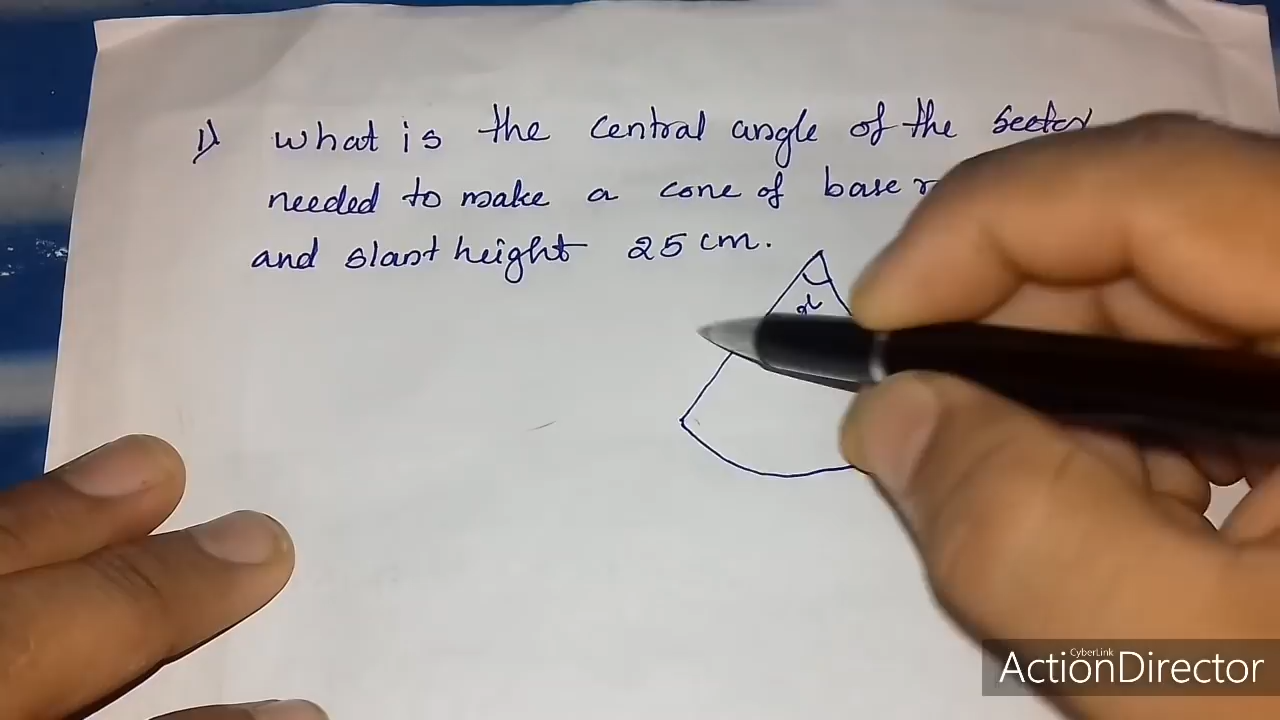 1) What is the central angle of the sector
needed to make a cone of base
and slant height 25 cm.
x
CyberLink
ActionDirector